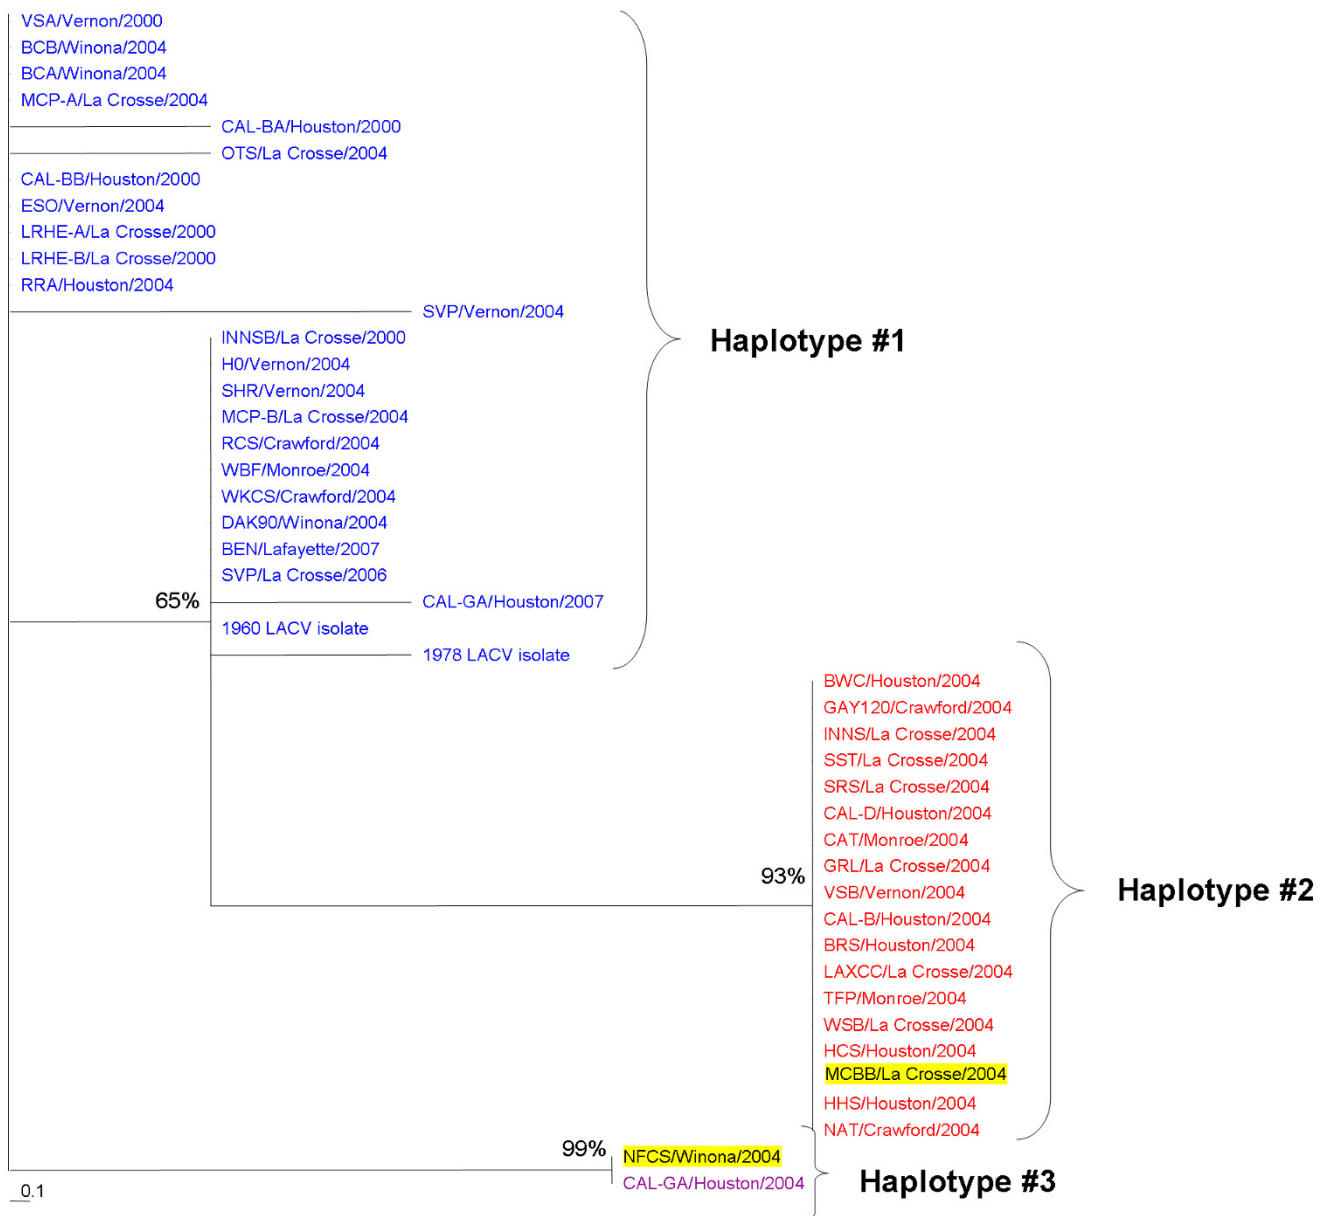 VSA/Vernon/2000
BCB/Winona/2004
BCA/Winona/2004
MCP-A/La Crosse/2004
CAL-BA/Houston/2000
OTS/La Crosse/2004
CAL-BB/Houston/2000
ESO/Vernon/2004
LRHE-A/La Crosse/2000
LRHE-B/La Crosse/2000
RRA/Houston/2004
SVP/Vernon/2004
INNSB/La Crosse/2000
Haplotype #1
H0/Vernon/2004
SHR/Vernon/2004
MCP-B/La Crosse/2004
RCS/Crawford/2004
WBF/Monroe/2004
WKCS/Crawford/2004
DAK90/Winona/2004
BEN/Lafayette/2007
SVP/La Crosse/2006
65%
CAL-GA/Houston/2007
1960 LACV isolate
1978 LACV isolate
BWC/Houston/2004
GAY120/Crawford/2004
INNS/La Crosse/2004
SST/La Crosse/2004
SRS/La Crosse/2004
CAL-D/Houston/2004
CAT/Monroe/2004
GRL/La Crosse/2004
93%
VSB/Vernon/2004
Haplotype #2
CAL-B/Houston/2004
BRS/Houston/2004
LAXCC/La Crosse/2004
TFP/Monroe/2004
WSB/La Crosse/2004
HCS/Houston/2004
MCBB/La Crosse/2004
HHS/Houston/2004
NAT/Crawford/2004
99%
NFCS/Winona/2004
CAL-GA/Houston/2004
Haplotype #3
0.1